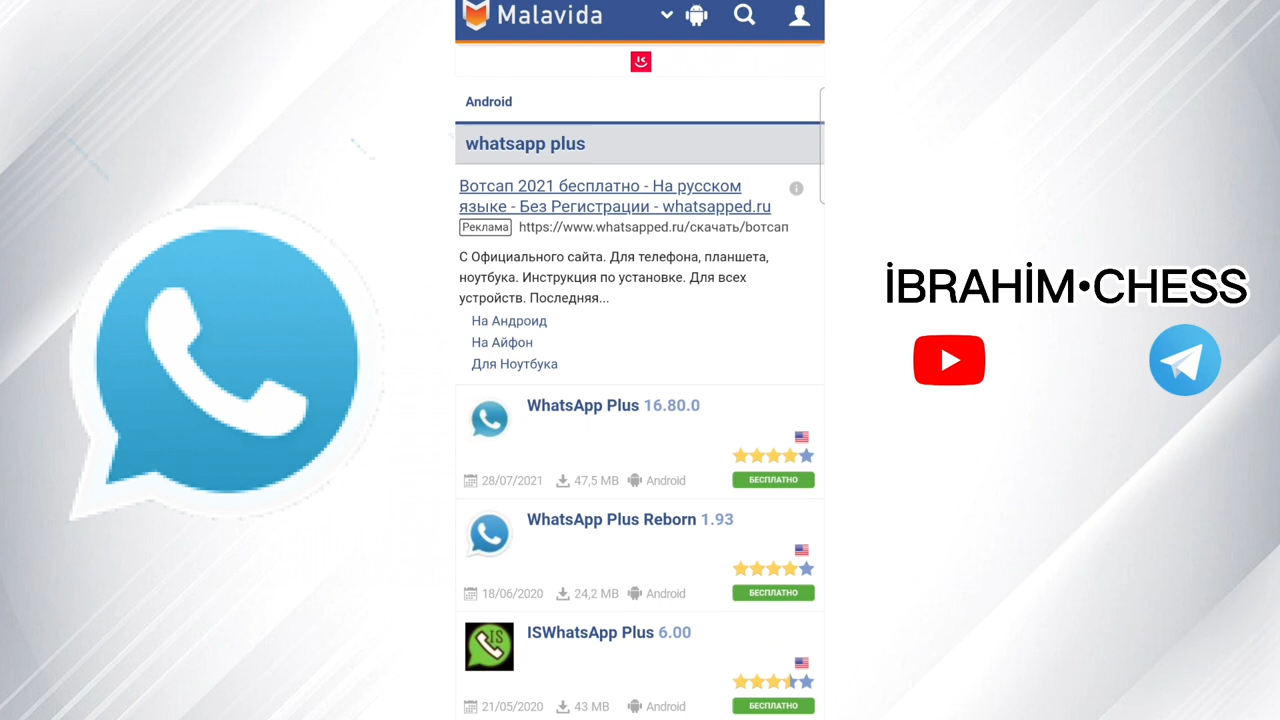 Malavida
Android
whatsapp plus
Вотсап 2021 бесплатно - На русском
языке - Без Регистрации - whatsapped.ru
Реклама https://www.whatsapped.ru/скачать/вотсап
С Официального сайта. Для телефона, планшета,
ноутбука. Инструкция по установке. Для всех
устройств. Последняя...
На Андроид
На Айфон
Для Ноутбука
WhatsApp Plus 16.80.0
28/07/2021 47,5 MB Android БЕСПЛАТНО
WhatsApp Plus Reborn 1.93
18/06/2020 24,2 MB Android БЕСПЛАТНО
IS
ISWhatsApp Plus 6.00
21/05/2020 43 MB Android БЕСПЛАТНО
İBRAHİM•CHESS